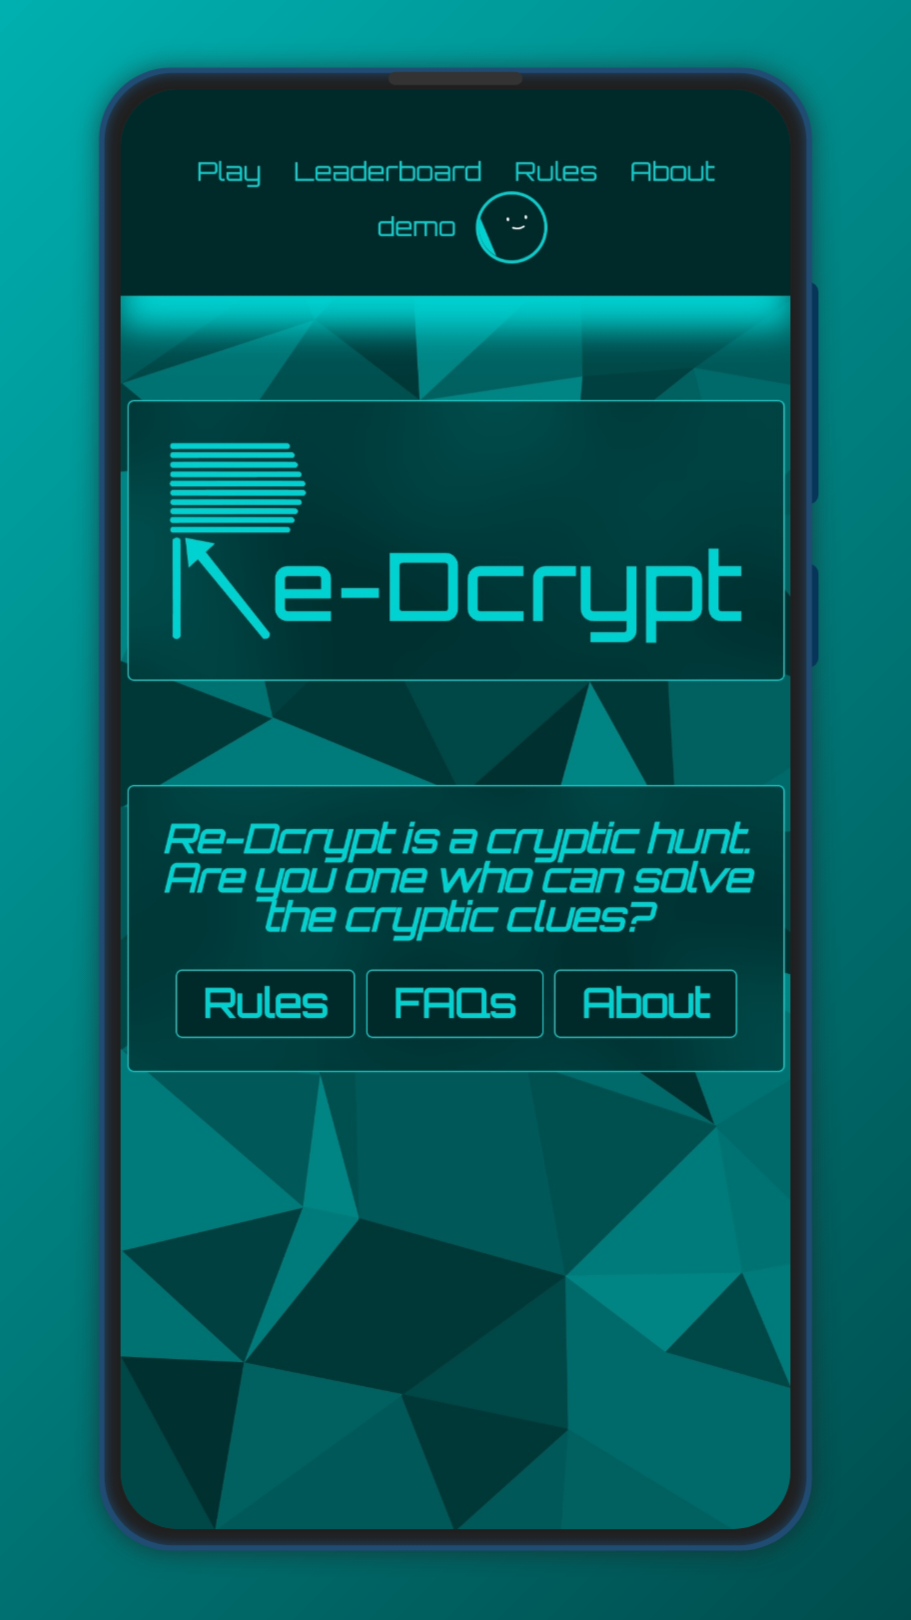 Play Leaderboard Rules About
demo
Re-Dcrypt
Re-Dcrypt is a cryptic hunt.
Are you one who can solve
the cryptic clues?
Rules FAQs About